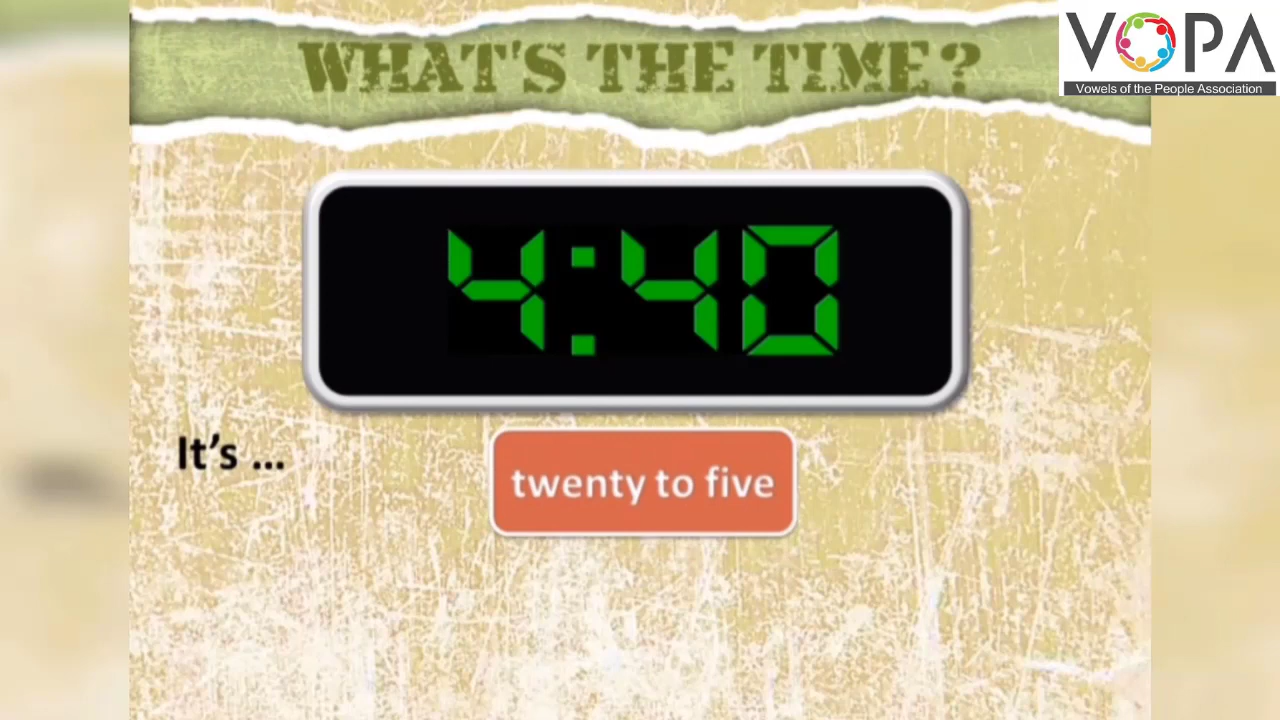 WHAT'S THE TIME?
VOPA
Vowels of the People Association
4:40
It's ...
twenty to five